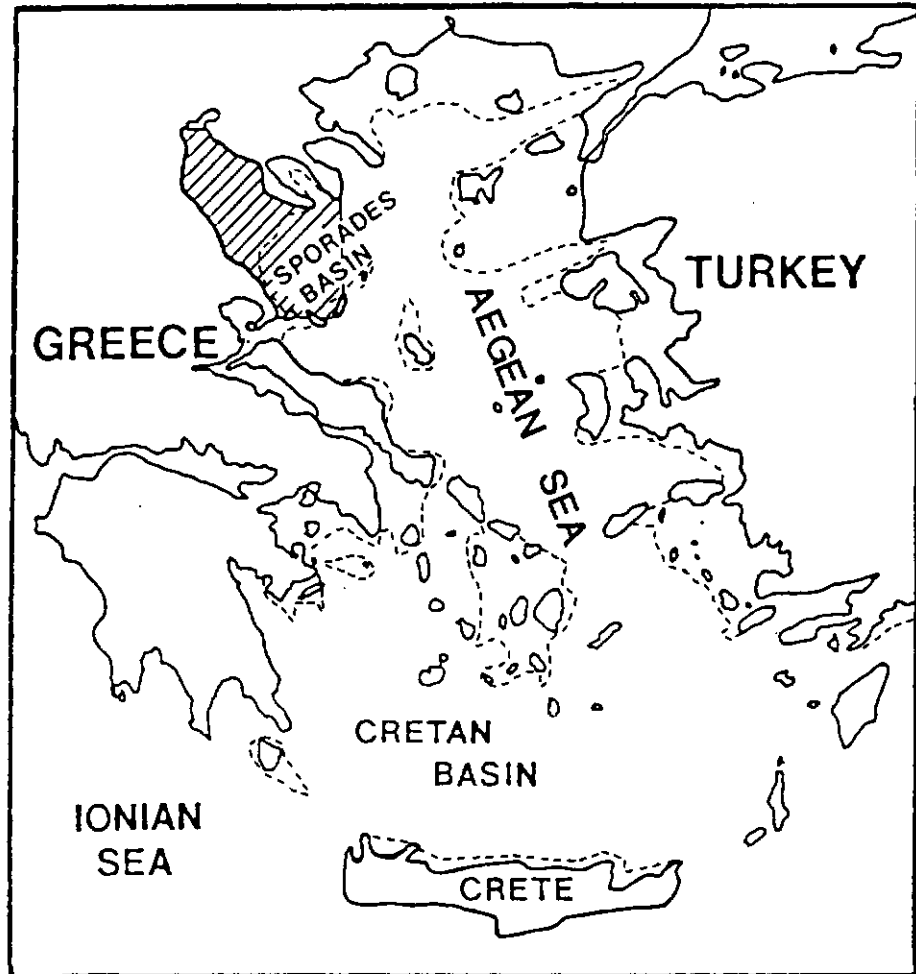 SPORADES
BASIN
TURKEY
GREECE
AEGEAN SEA
CRETAN
BASIN
IONIAN
SEA
CRETE